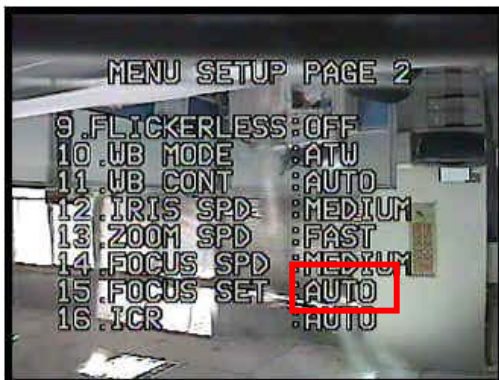 MENU SETUP PAGE 2
9.FLICKERLESS:OFF
10.WB MODE :ATW
11.WB CONT :AUTO
12.IRIS SPD :MEDIUM
13.ZOOM SPD :FAST
14.FOCUS SPD :MEDIUM
15.FOCUS SET :AUTO
16.ICR :AUTO